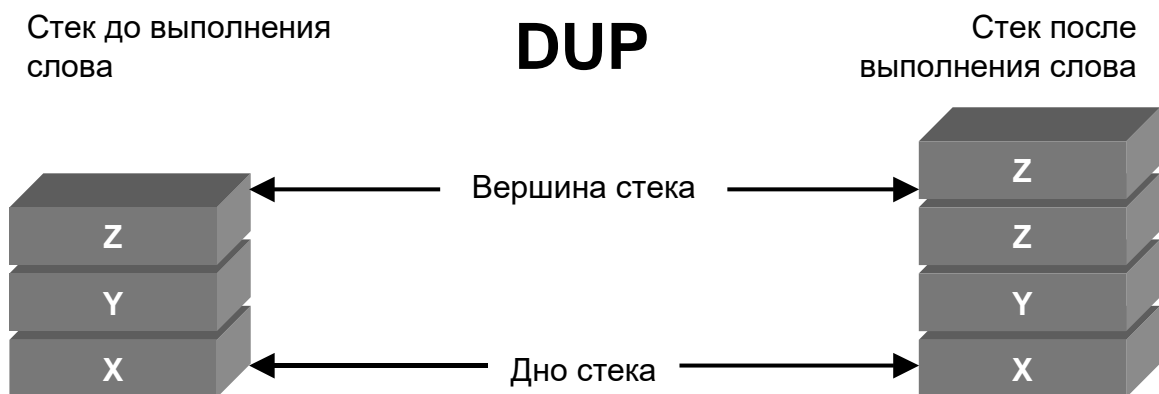 Стек до выполнения
слова
DUP
Стек после
выполнения слова
Вершина стека
Z
Y
X
Z
Z
Y
X
Дно стека